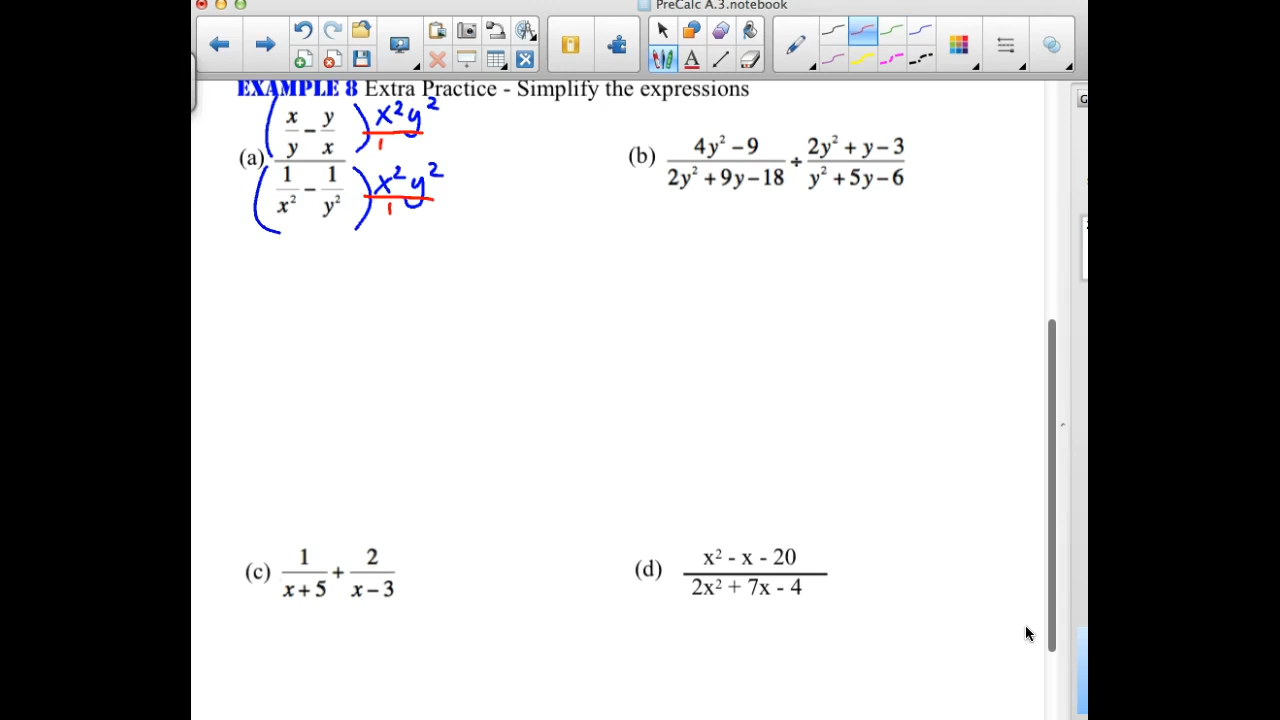 PreCalc A.3.notebook
EXAMPLE 8 Extra Practice - Simplify the expressions
(a) ( x/y − y/x ) x²y²/1
( 1/x² − 1/y² ) x²y²/1
(b) (4y² − 9)/(2y² + 9y − 18) ÷ (2y² + y − 3)/(y² + 5y − 6)
(c) 1/(x + 5) + 2/(x − 3)
(d) (x² - x - 20)/(2x² + 7x - 4)